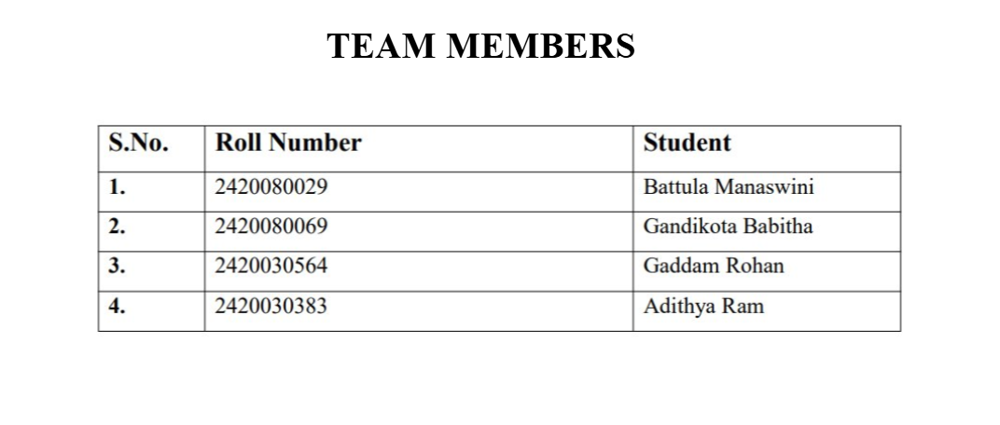 TEAM MEMBERS
S.No. Roll Number Student
1. 2420080029 Battula Manaswini
2. 2420080069 Gandikota Babitha
3. 2420030564 Gaddam Rohan
4. 2420030383 Adithya Ram